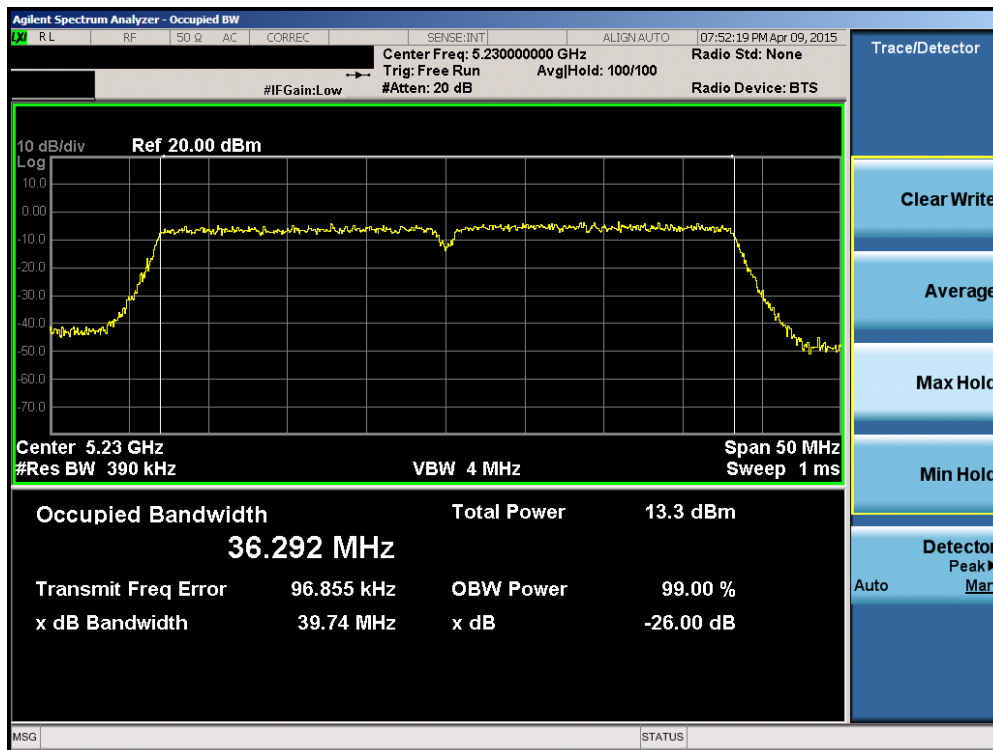 Agilent Spectrum Analyzer - Occupied BW
LXI RL RF 50 Ω AC CORREC SENSE:INT ALIGN AUTO 07:52:19 PM Apr 09, 2015
Center Freq: 5.230000000 GHz Radio Std: None
Trig: Free Run Avg|Hold: 100/100
#IFGain:Low #Atten: 20 dB Radio Device: BTS
10 dB/div Ref 20.00 dBm
Log
10.0
0.00
-10.0
-20.0
-30.0
-40.0
-50.0
-60.0
-70.0
Center 5.23 GHz Span 50 MHz
#Res BW 390 kHz VBW 4 MHz Sweep 1 ms
Occupied Bandwidth Total Power 13.3 dBm
36.292 MHz
Transmit Freq Error 96.855 kHz OBW Power 99.00 %
x dB Bandwidth 39.74 MHz x dB -26.00 dB
MSG STATUS
Trace/Detector
Clear Write
Average
Max Hold
Min Hold
Detector
Peak▶
Auto Man